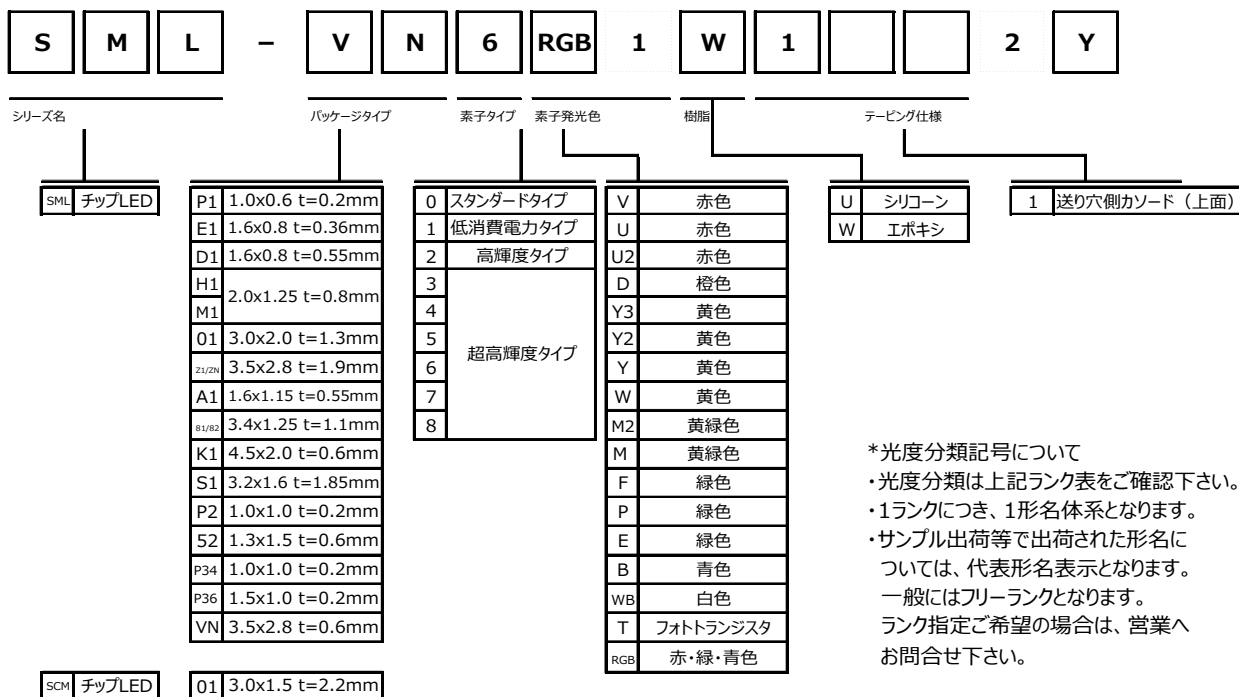 S M L - V N 6 RGB 1 W 1 2 Y
シリーズ名 パッケージタイプ 素子タイプ 素子発光色 樹脂 テーピング仕様
SML チップLED
P1 1.0x0.6 t=0.2mm
E1 1.6x0.8 t=0.36mm
D1 1.6x0.8 t=0.55mm
H1
M1
2.0x1.25 t=0.8mm
01 3.0x2.0 t=1.3mm
Z1/ZN 3.5x2.8 t=1.9mm
A1 1.6x1.15 t=0.55mm
81/82 3.4x1.25 t=1.1mm
K1 4.5x2.0 t=0.6mm
S1 3.2x1.6 t=1.85mm
P2 1.0x1.0 t=0.2mm
52 1.3x1.5 t=0.6mm
P34 1.0x1.0 t=0.2mm
P36 1.5x1.0 t=0.2mm
VN 3.5x2.8 t=0.6mm
SCM チップLED
01 3.0x1.5 t=2.2mm
0 スタンダードタイプ
1 低消費電力タイプ
2 高輝度タイプ
3
4
5
6
7
8
超高輝度タイプ
V 赤色
U 赤色
U2 赤色
D 橙色
Y3 黄色
Y2 黄色
Y 黄色
W 黄色
M2 黄緑色
M 黄緑色
F 緑色
P 緑色
E 緑色
B 青色
WB 白色
T フォトトランジスタ
RGB 赤・緑・青色
U シリコーン
W エポキシ
1 送り穴側カソード（上面）
*光度分類記号について
・光度分類は上記ランク表をご確認下さい。
・1ランクにつき、1形名体系となります。
・サンプル出荷等で出荷された形名に
ついては、代表形名表示となります。
一般にはフリーランクとなります。
ランク指定ご希望の場合は、営業へ
お問合せ下さい。